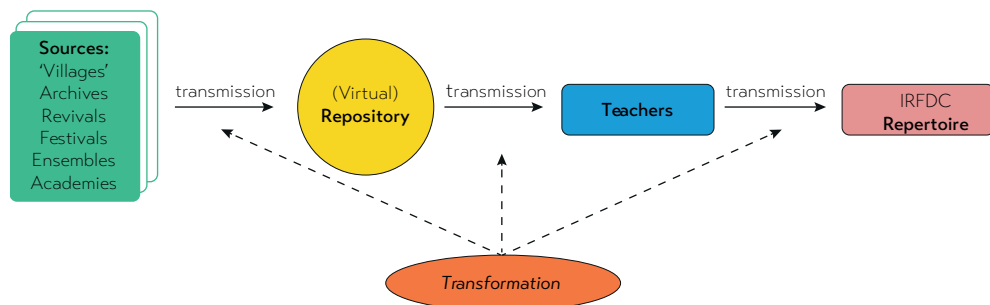 Sources:
'Villages'
Archives
Revivals
Festivals
Ensembles
Academies
transmission
(Virtual)
Repository
transmission
Teachers
transmission
IRFDC
Repertoire
Transformation